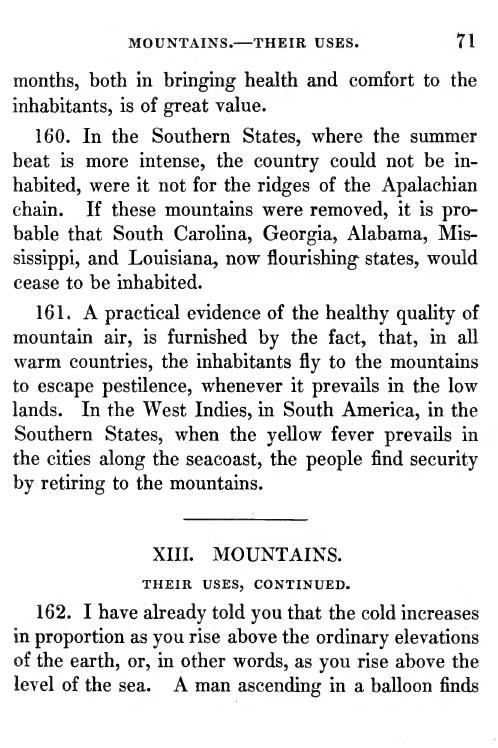 MOUNTAINS.—THEIR USES. 71
months, both in bringing health and comfort to the
inhabitants, is of great value.
160. In the Southern States, where the summer
heat is more intense, the country could not be in-
habited, were it not for the ridges of the Apalachian
chain. If these mountains were removed, it is pro-
bable that South Carolina, Georgia, Alabama, Mis-
sissippi, and Louisiana, now flourishing states, would
cease to be inhabited.
161. A practical evidence of the healthy quality of
mountain air, is furnished by the fact, that, in all
warm countries, the inhabitants fly to the mountains
to escape pestilence, whenever it prevails in the low
lands. In the West Indies, in South America, in the
Southern States, when the yellow fever prevails in
the cities along the seacoast, the people find security
by retiring to the mountains.
XIII. MOUNTAINS.
THEIR USES, CONTINUED.
162. I have already told you that the cold increases
in proportion as you rise above the ordinary elevations
of the earth, or, in other words, as you rise above the
level of the sea. A man ascending in a balloon finds